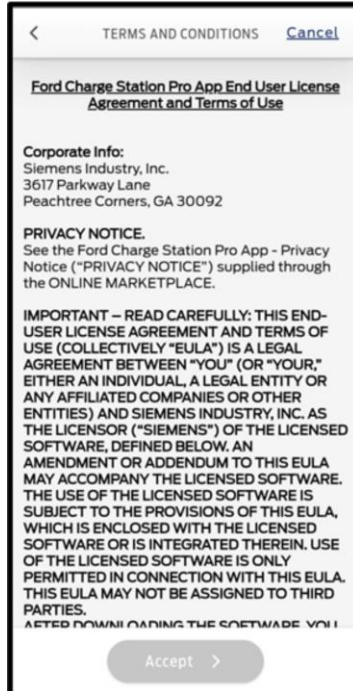 TERMS AND CONDITIONS Cancel
Ford Charge Station Pro App End User License
Agreement and Terms of Use
Corporate Info:
Siemens Industry, Inc.
3617 Parkway Lane
Peachtree Corners, GA 30092
PRIVACY NOTICE.
See the Ford Charge Station Pro App - Privacy
Notice (“PRIVACY NOTICE”) supplied through
the ONLINE MARKETPLACE.
IMPORTANT – READ CAREFULLY: THIS END-
USER LICENSE AGREEMENT AND TERMS OF
USE (COLLECTIVELY “EULA”) IS A LEGAL
AGREEMENT BETWEEN “YOU” (OR “YOUR,”
EITHER AN INDIVIDUAL, A LEGAL ENTITY OR
ANY AFFILIATED COMPANIES OR OTHER
ENTITIES) AND SIEMENS INDUSTRY, INC. AS
THE LICENSOR (“SIEMENS”) OF THE LICENSED
SOFTWARE, DEFINED BELOW. AN
AMENDMENT OR ADDENDUM TO THIS EULA
MAY ACCOMPANY THE LICENSED SOFTWARE.
THE USE OF THE LICENSED SOFTWARE IS
SUBJECT TO THE PROVISIONS OF THIS EULA,
WHICH IS ENCLOSED WITH THE LICENSED
SOFTWARE OR IS INTEGRATED THEREIN. USE
OF THE LICENSED SOFTWARE IS ONLY
PERMITTED IN CONNECTION WITH THIS EULA.
THIS EULA MAY NOT BE ASSIGNED TO THIRD
PARTIES.
AFTER DOWNLOADING THE SOFTWARE, YOU
Accept